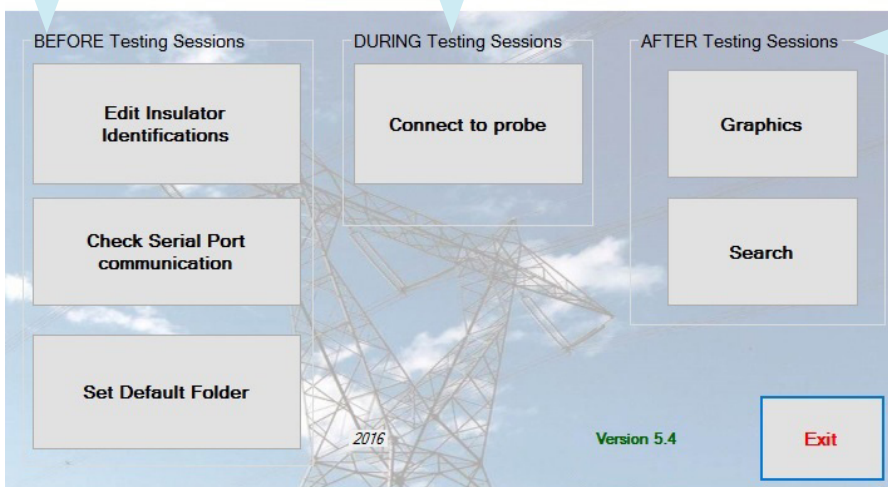 BEFORE Testing Sessions
Edit Insulator
Identifications
Check Serial Port
communication
Set Default Folder
DURING Testing Sessions
Connect to probe
AFTER Testing Sessions
Graphics
Search
2016
Version 5.4
Exit